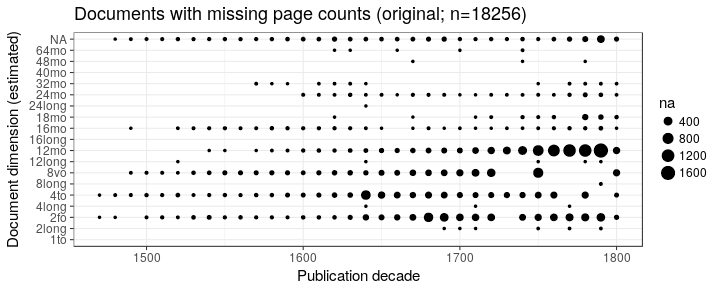 Documents with missing page counts (original; n=18256)
Document dimension (estimated)
NA
64mo
48mo
40mo
32mo
24mo
24long
18mo
16mo
16long
12mo
12long
8vo
8long
4to
4long
2fo
2long
1to
1500
1600
1700
1800
Publication decade
na
400
800
1200
1600